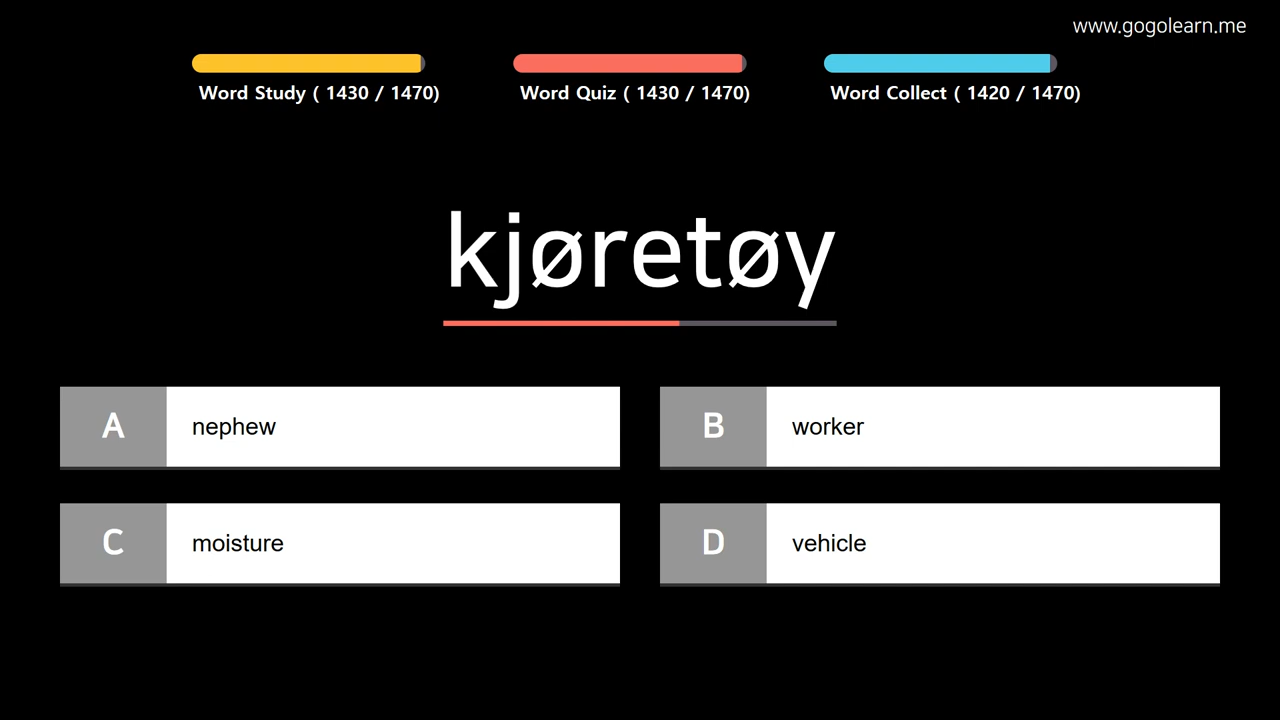 www.gogolearn.me
Word Study ( 1430 / 1470)
Word Quiz ( 1430 / 1470)
Word Collect ( 1420 / 1470)
kjøretøy
A nephew
B worker
C moisture
D vehicle